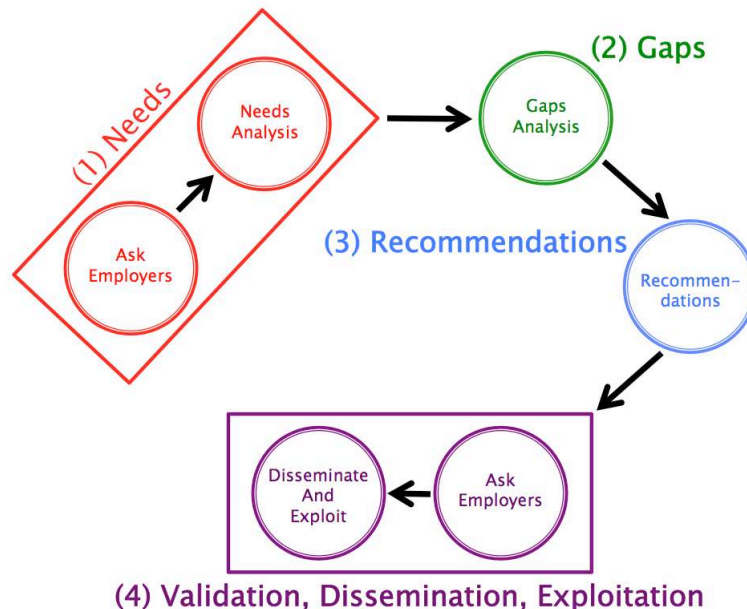 (1) Needs
Needs
Analysis
Ask
Employers
(2) Gaps
Gaps
Analysis
(3) Recommendations
Recommen-
dations
Ask
Employers
Disseminate
And
Exploit
(4) Validation, Dissemination, Exploitation